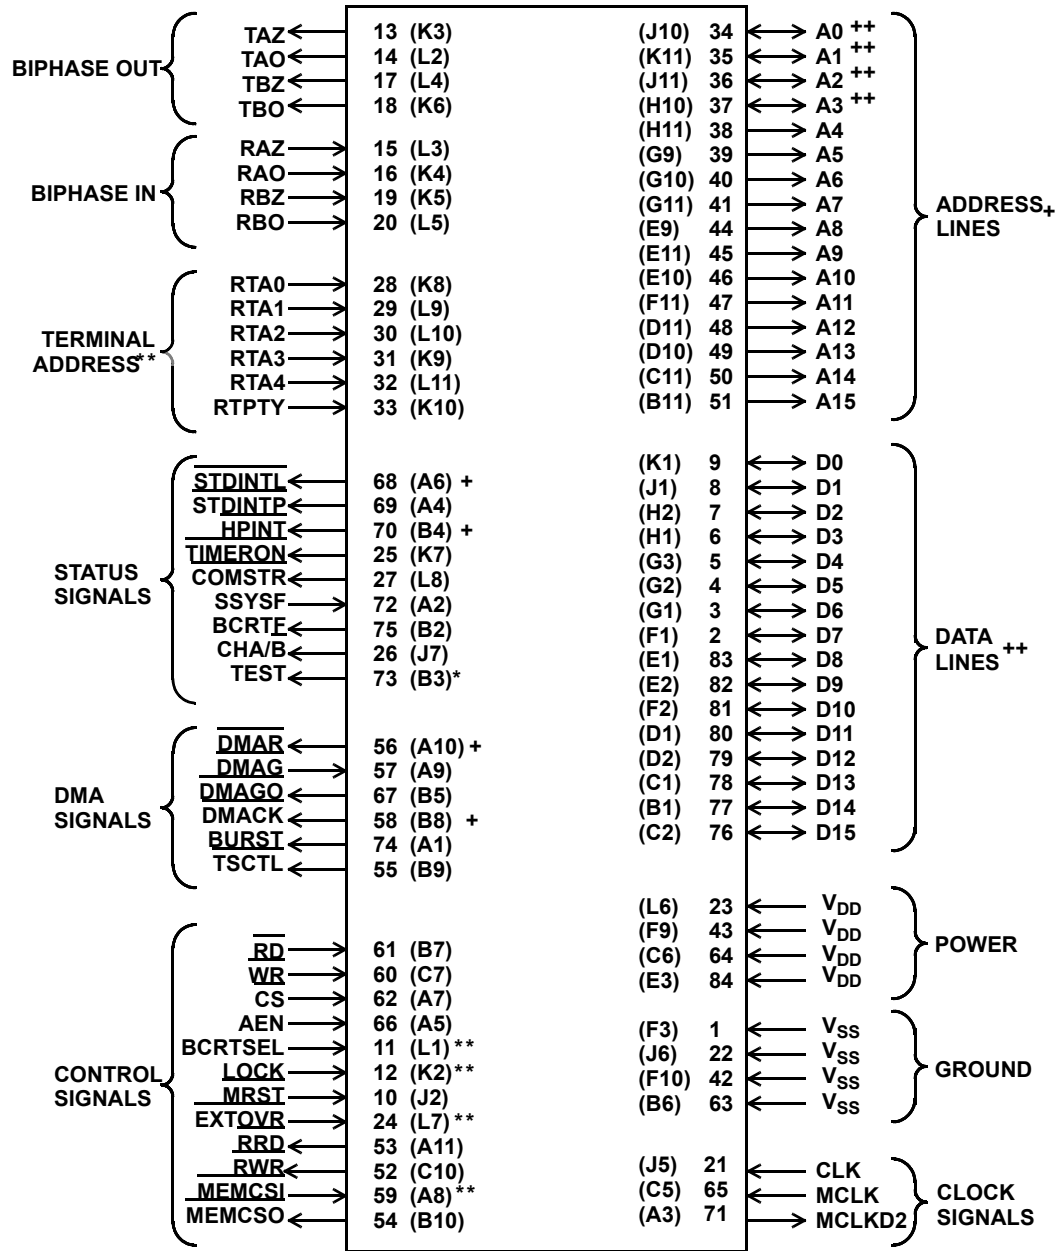 BIPHASE OUT
TAZ 13 (K3)
TAO 14 (L2)
TBZ 17 (L4)
TBO 18 (K6)
BIPHASE IN
RAZ 15 (L3)
RAO 16 (K4)
RBZ 19 (K5)
RBO 20 (L5)
TERMINAL
ADDRESS**
RTA0 28 (K8)
RTA1 29 (L9)
RTA2 30 (L10)
RTA3 31 (K9)
RTA4 32 (L11)
RTPTY 33 (K10)
STATUS
SIGNALS
STDINTL 68 (A6) +
STDINTP 69 (A4)
HPINT 70 (B4) +
TIMERON 25 (K7)
COMSTR 27 (L8)
SSYSF 72 (A2)
BCRTF 75 (B2)
CHA/B 26 (J7)
TEST 73 (B3)*
DMA
SIGNALS
DMAR 56 (A10) +
DMAG 57 (A9)
DMAGO 67 (B5)
DMACK 58 (B8) +
BURST 74 (A1)
TSCTL 55 (B9)
CONTROL
SIGNALS
RD 61 (B7)
WR 60 (C7)
CS 62 (A7)
AEN 66 (A5)
BCRTSEL 11 (L1)**
LOCK 12 (K2)**
MRST 10 (J2)
EXTOVR 24 (L7)**
RRD 53 (A11)
RWR 52 (C10)
MEMCSI 59 (A8)**
MEMCSO 54 (B10)
(J10) 34 A0 ++
(K11) 35 A1 ++
(J11) 36 A2 ++
(H10) 37 A3 ++
(H11) 38 A4
(G9) 39 A5
(G10) 40 A6
(G11) 41 A7
(E9) 44 A8
(E11) 45 A9
(E10) 46 A10
(F11) 47 A11
(D11) 48 A12
(D10) 49 A13
(C11) 50 A14
(B11) 51 A15
ADDRESS+
LINES
(K1) 9 D0
(J1) 8 D1
(H2) 7 D2
(H1) 6 D3
(G3) 5 D4
(G2) 4 D5
(G1) 3 D6
(F1) 2 D7
(E1) 83 D8
(E2) 82 D9
(F2) 81 D10
(D1) 80 D11
(D2) 79 D12
(C1) 78 D13
(B1) 77 D14
(C2) 76 D15
DATA
LINES ++
(L6) 23 VDD
(F9) 43 VDD
(C6) 64 VDD
(E3) 84 VDD
POWER
(F3) 1 VSS
(J6) 22 VSS
(F10) 42 VSS
(B6) 63 VSS
GROUND
(J5) 21 CLK
(C5) 65 MCLK
(A3) 71 MCLKD2
CLOCK
SIGNALS